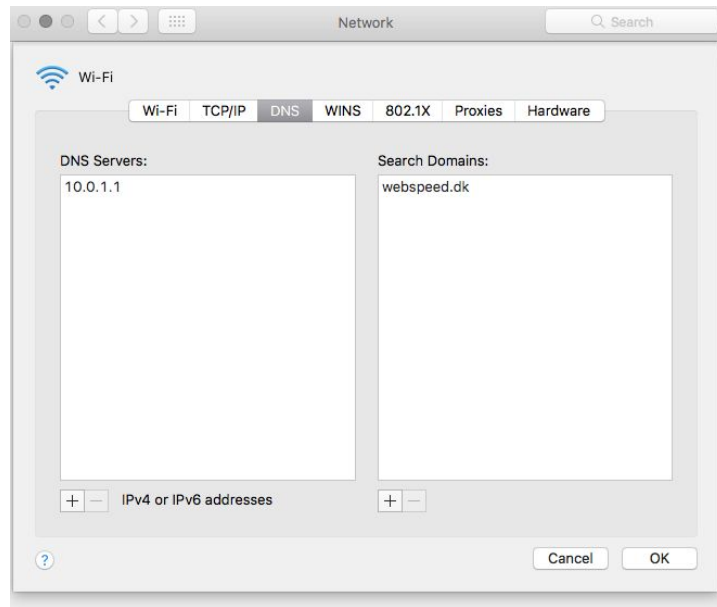 Network
Search
Wi-Fi
Wi-Fi TCP/IP DNS WINS 802.1X Proxies Hardware
DNS Servers:
10.0.1.1
IPv4 or IPv6 addresses
Search Domains:
webspeed.dk
?
Cancel OK